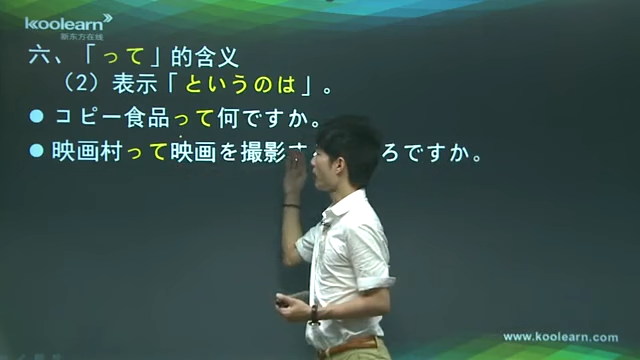 koolearn
新东方在线
六、「って」的含义
（2）表示「というのは」。
● コピー食品って何ですか。
● 映画村って映画を撮影す ろですか。
www.koolearn.com